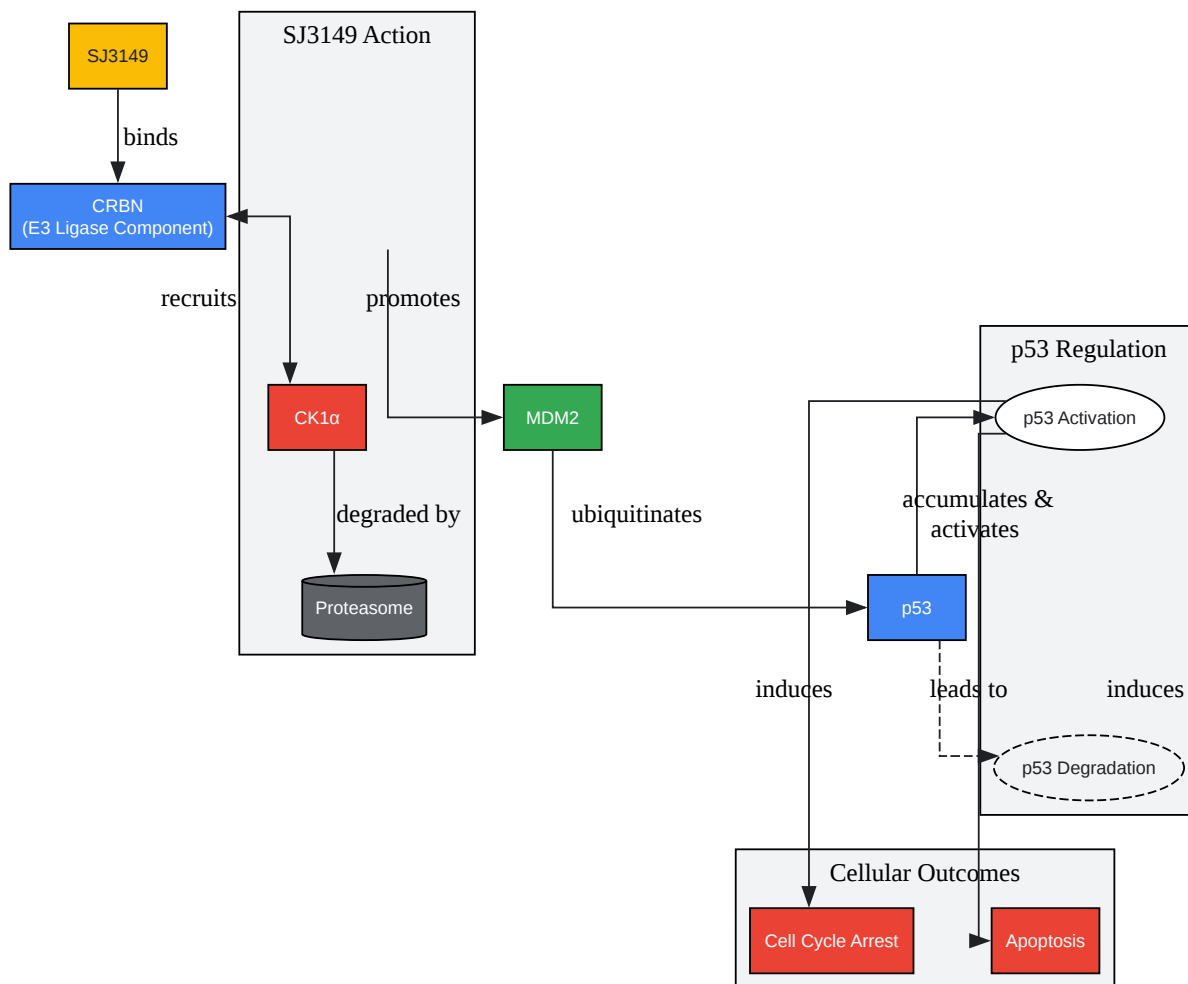 SJ3149 Action
SJ3149
binds
CRBN
(E3 Ligase Component)
recruits
promotes
p53 Regulation
CK1α
MDM2
p53 Activation
degraded by
ubiquitinates
accumulates &
activates
Proteasome
p53
induces
leads to
induces
p53 Degradation
Cellular Outcomes
Cell Cycle Arrest
Apoptosis